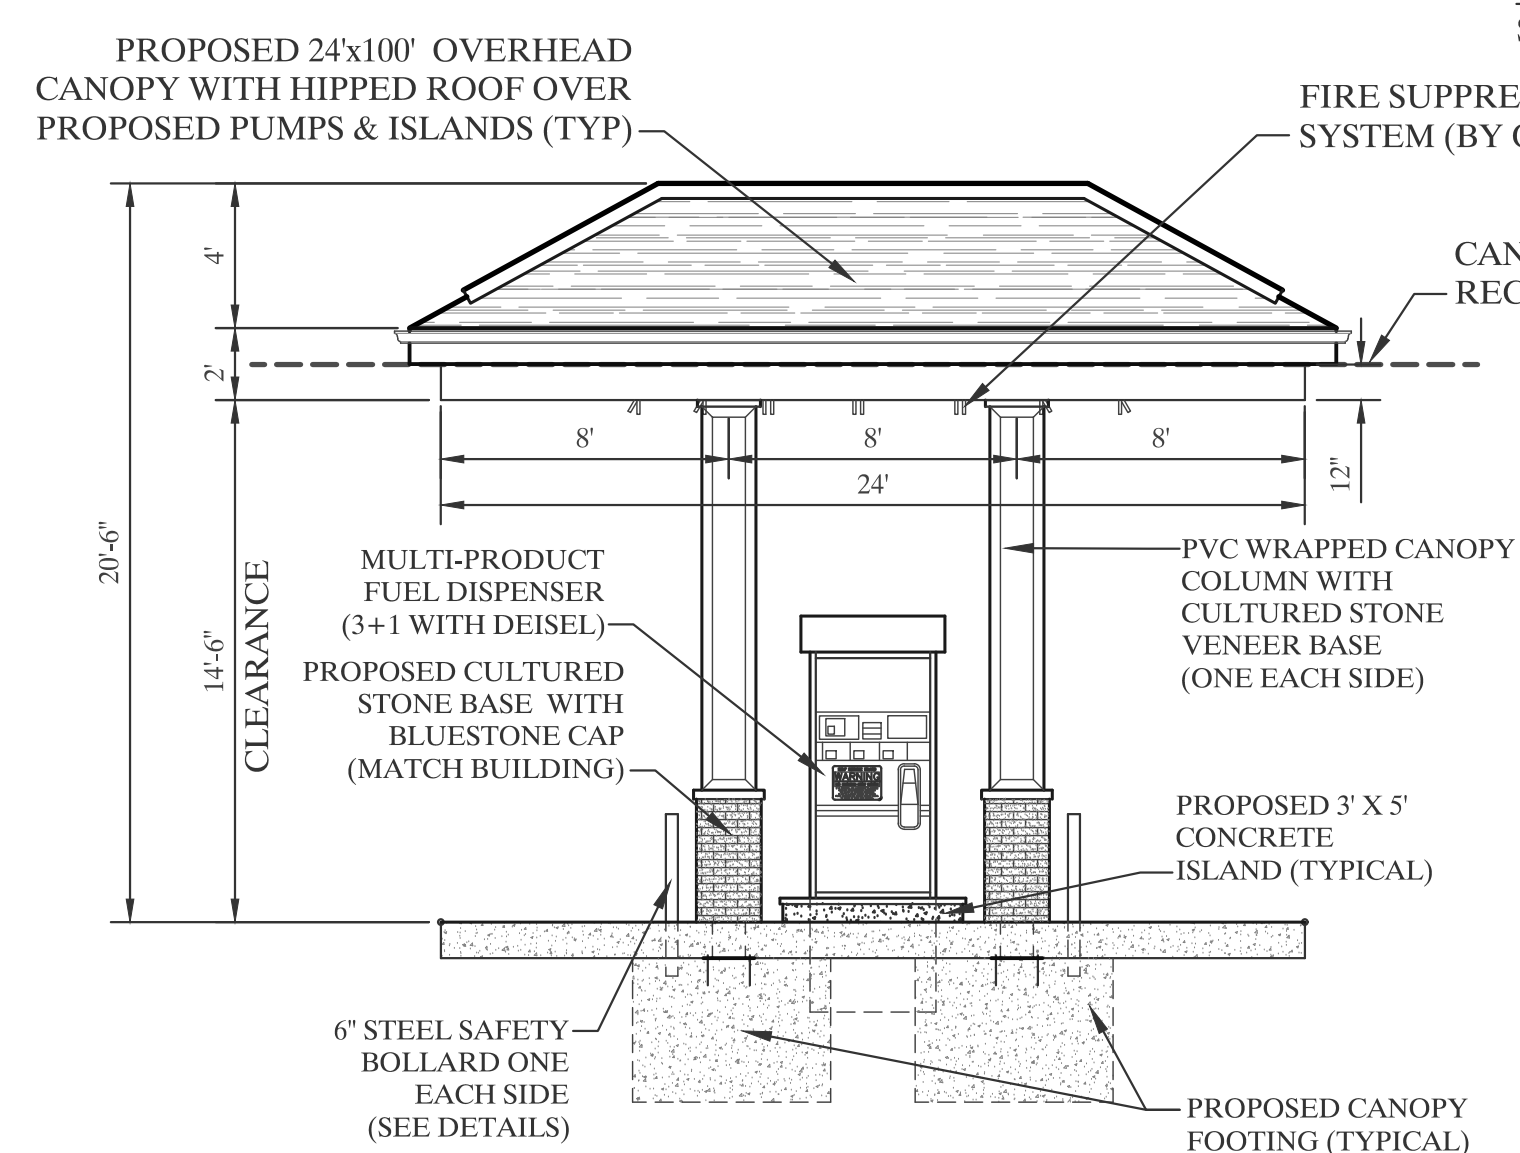 PROPOSED 24'x100' OVERHEAD
CANOPY WITH HIPPED ROOF OVER
PROPOSED PUMPS & ISLANDS (TYP)
FIRE
SYSTEM (BY
4'
2'
8'
8'
8'
24'
12"
20'-6"
14'-6"
CLEARANCE
MULTI-PRODUCT
FUEL DISPENSER
(3+1 WITH DEISEL)
PROPOSED CULTURED
STONE BASE WITH
BLUESTONE CAP
(MATCH BUILDING)
WARNING
PVC WRAPPED CANOPY
COLUMN WITH
CULTURED STONE
VENEER BASE
(ONE EACH SIDE)
PROPOSED 3' X 5'
CONCRETE
ISLAND (TYPICAL)
6" STEEL SAFETY
BOLLARD ONE
EACH SIDE
(SEE DETAILS)
PROPOSED CANOPY
FOOTING (TYPICAL)